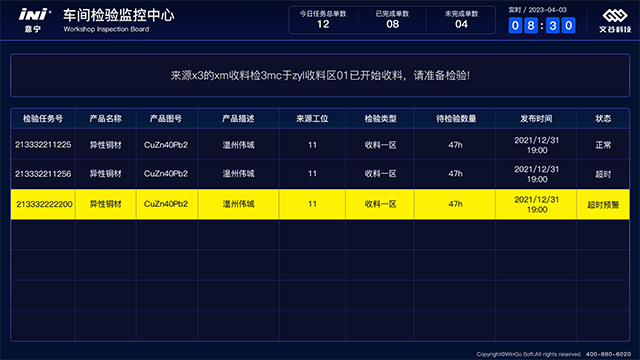 INI
意宁
车间检验监控中心
Workshop Inspection Board
今日任务总单数
12
已完成单数
08
未完成单数
04
实时 / 2023-04-03
08:30
文谷科技
来源x3的xm收料检3mc于zyl收料区01已开始收料，请准备检验!
检验任务号 产品名称 产品图号 产品描述 来源工位 检验类型 待检验数量 发布时间 状态
213332211225 异性铜材 CuZn40Pb2 温州伟城 11 收料一区 47h 2021/12/31 19:00 正常
213332211256 异性铜材 CuZn40Pb2 温州伟城 11 收料一区 47h 2021/12/31 19:00 超时
213332222200 异性铜材 CuZn40Pb2 温州伟城 11 收料一区 47h 2021/12/31 19:00 超时预警
Copyright©WinGo Soft.All rights reserved. 400-880-6020